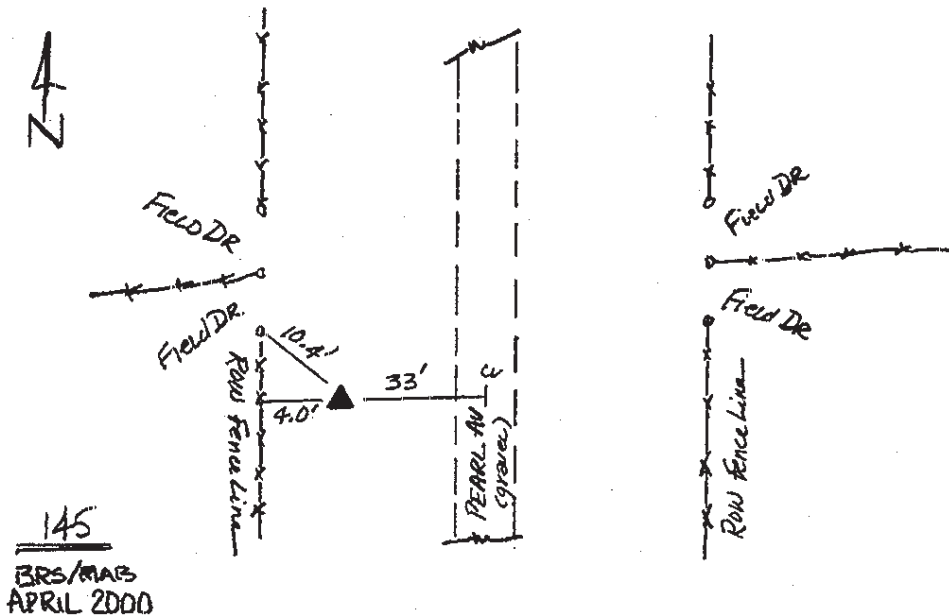 N
FIELD DR
FIELD DR
FIELD DR.
FIELD DR
10.4'
33'
CL
4.0'
ROW Fence Line
PEARL AV
(gravel)
ROW Fence Line
145
BRS/MAB
APRIL 2000